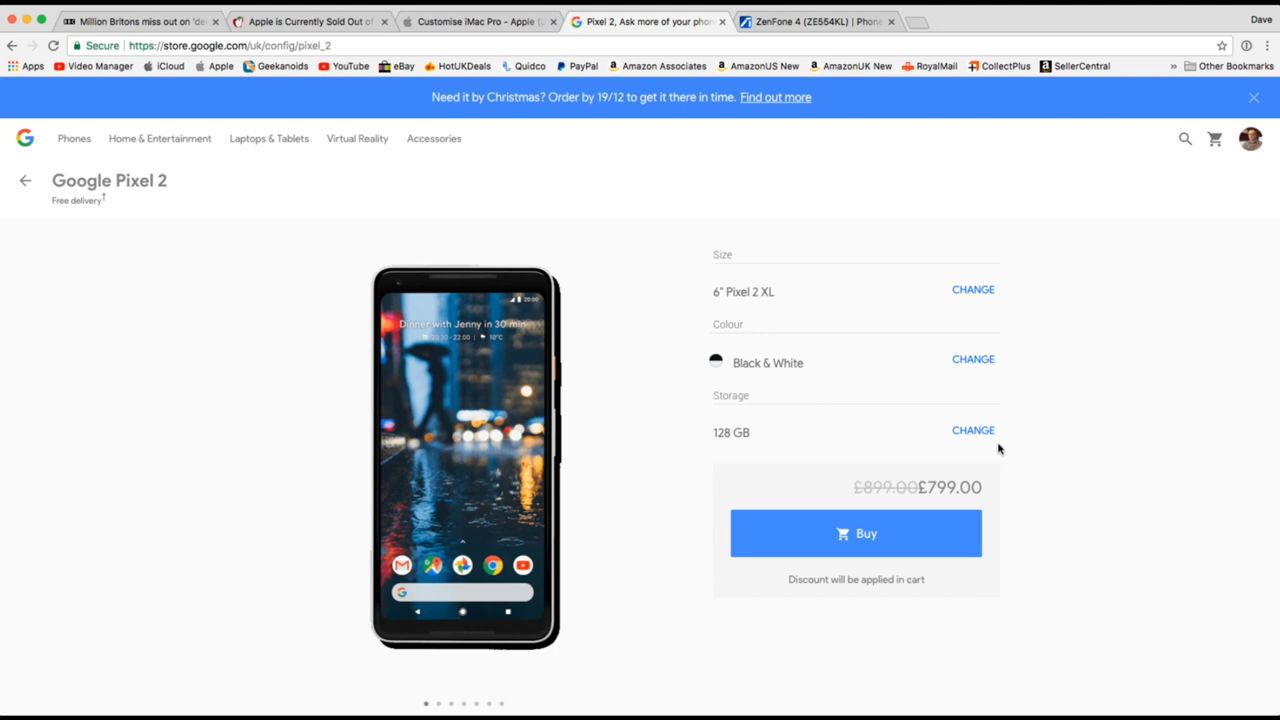 Million Britons miss out on 'de
Apple is Currently Sold Out of
Customise iMac Pro - Apple (U
Pixel 2, Ask more of your phon
ZenFone 4 (ZE554KL) | Phone
Dave
Secure
https://store.google.com/uk/config/pixel_2
Apps
Video Manager
iCloud
Apple
Geekanoids
YouTube
eBay
HotUKDeals
Quidco
PayPal
Amazon Associates
AmazonUS New
AmazonUK New
RoyalMail
CollectPlus
SellerCentral
»
Other Bookmarks
Need it by Christmas? Order by 19/12 to get it there in time. Find out more
Phones
Home & Entertainment
Laptops & Tablets
Virtual Reality
Accessories
Google Pixel 2
Free delivery†
Size
6" Pixel 2 XL
CHANGE
Colour
Black & White
CHANGE
Storage
128 GB
CHANGE
£899.00£799.00
Buy
Discount will be applied in cart
20:00
Dinner with Jenny in 30 min
22:00 | 10°C